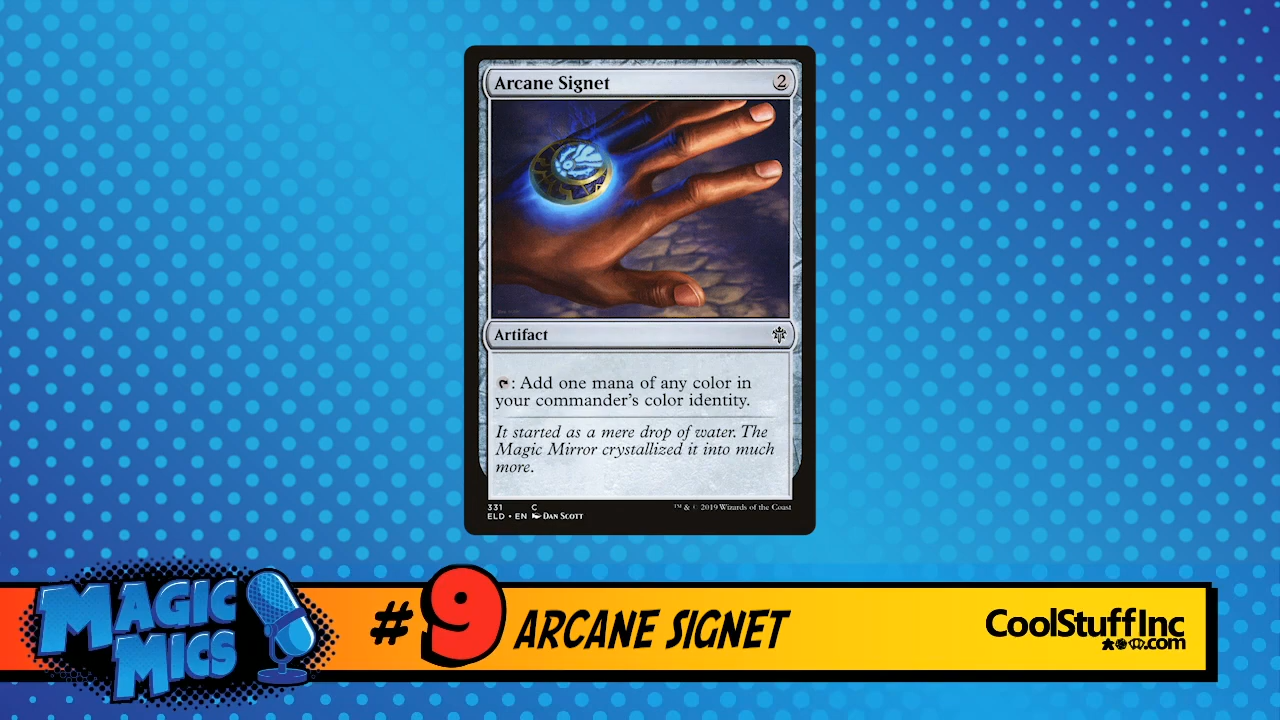 Arcane Signet
2
Artifact
: Add one mana of any color in
your commander's color identity.
It started as a mere drop of water. The
Magic Mirror crystallized it into much
more.
331 C
ELD • EN DAN SCOTT
™ & © 2019 Wizards of the Coast
MAGIC
MICS
#9 ARCANE SIGNET
CoolStuffInc
.com